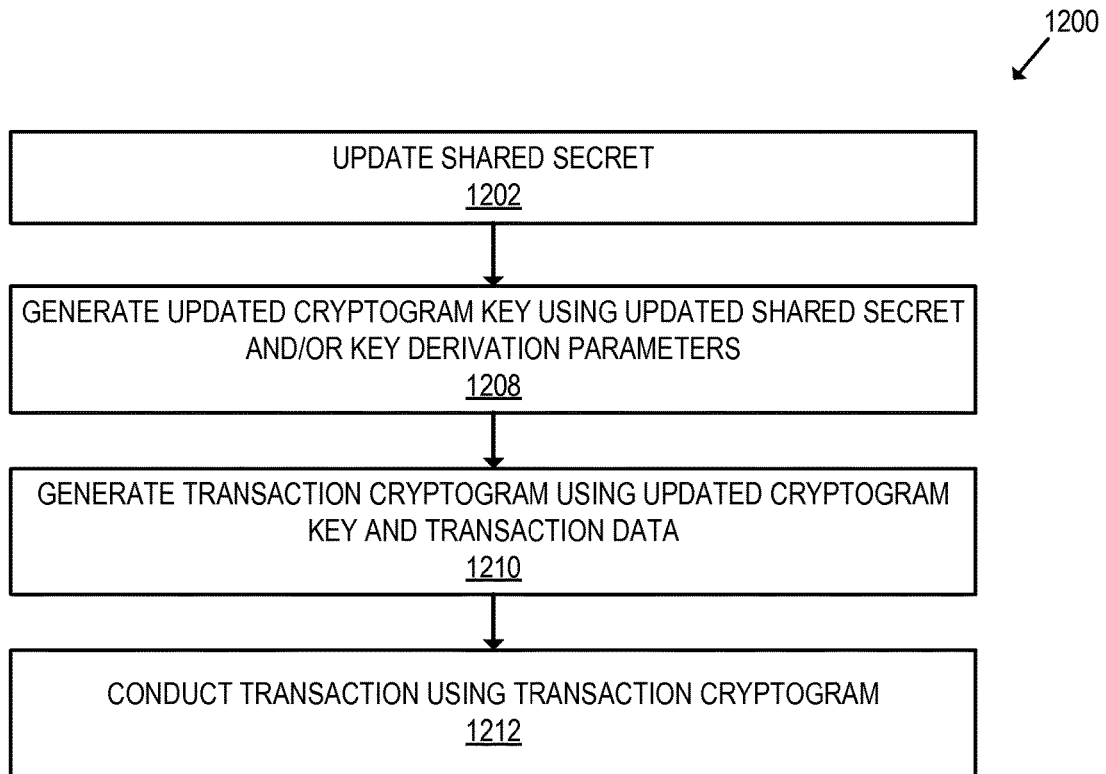 1200
UPDATE SHARED SECRET
1202
GENERATE UPDATED CRYPTOGRAM KEY USING UPDATED SHARED SECRET
AND/OR KEY DERIVATION PARAMETERS
1208
GENERATE TRANSACTION CRYPTOGRAM USING UPDATED CRYPTOGRAM
KEY AND TRANSACTION DATA
1210
CONDUCT TRANSACTION USING TRANSACTION CRYPTOGRAM
1212